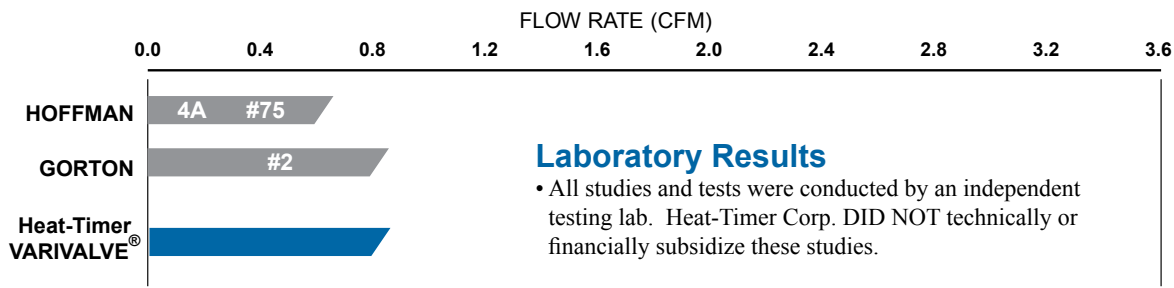 FLOW RATE (CFM)
0.0 0.4 0.8 1.2 1.6 2.0 2.4 2.8 3.2 3.6
HOFFMAN 4A #75
GORTON #2
Heat-Timer
VARIVALVE®
Laboratory Results
• All studies and tests were conducted by an independent
testing lab. Heat-Timer Corp. DID NOT technically or
financially subsidize these studies.